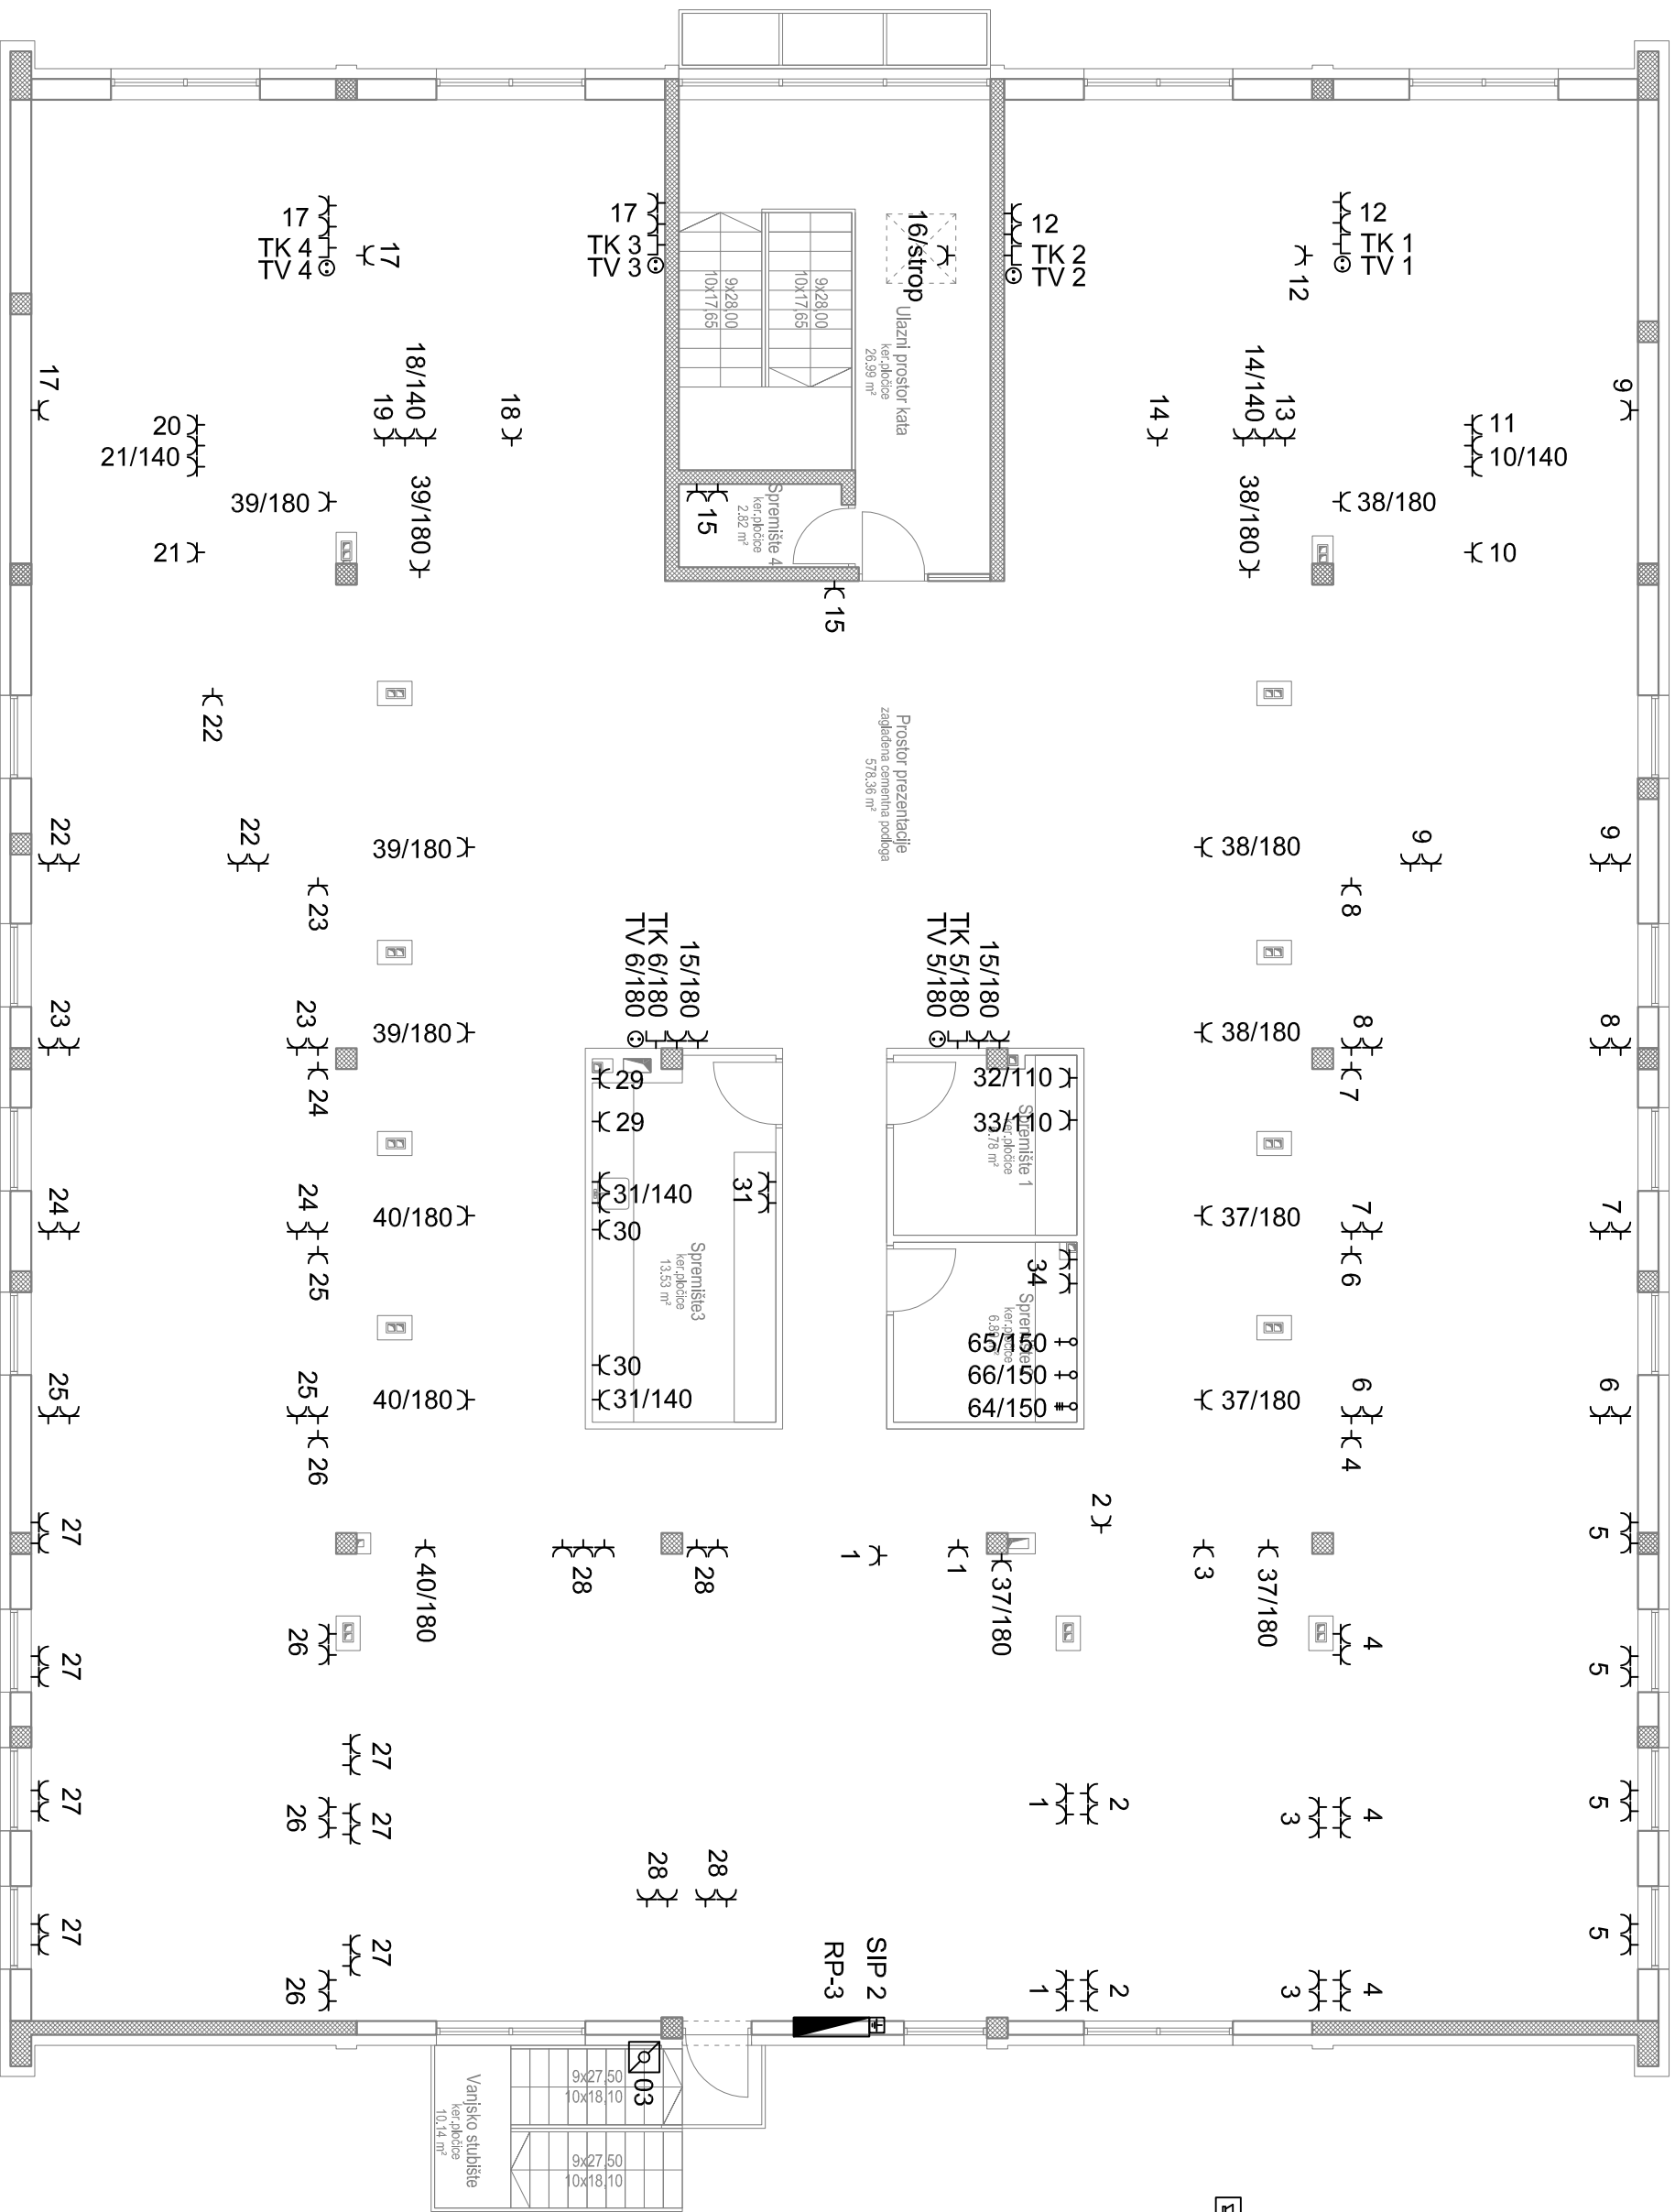 17
TK 4
TV 4
17
17
TK 3
TV 3
16/strop
12
TK 2
TV 2
12
TK 1
TV 1
12
9x28,00
10x17,65
9x28,00
10x17,65
Ulazni prostor kata
ker.pločice
26.99 m²
17
20
21/140
19
18/140
18
14
14/140
13
9
11
10/140
39/180
39/180
38/180
38/180
21
10
15
Spremište 4
ker.pločice
2.82 m²
15
22
Prostor prezentacije
zaglađena cementna podloga
578.36 m²
22
22
39/180
38/180
9
9
23
8
TV 6/180
TK 6/180
15/180
TV 5/180
TK 5/180
15/180
23
23
39/180
38/180
8
8
24
7
29
29
32/110
33/110
Spremište 1
ker.pločice
31/140
31
30
24
24
40/180
37/180
7
7
25
6
Spremište3
ker.pločice
13.53 m²
34
ker.pločice
65/150
66/150
64/150
30
31/140
25
25
40/180
37/180
6
6
26
4
2
27
40/180
28
28
1
1
37/180
3
37/180
5
26
4
27
5
27
27
26
27
1
2
3
4
5
28
28
27
27
26
RP-3
SIP 2
1
2
3
4
5
03
9x27,50
10x18,10
9x27,50
10x18,10
Vanjsko stubište
ker.pločice
10.14 m²